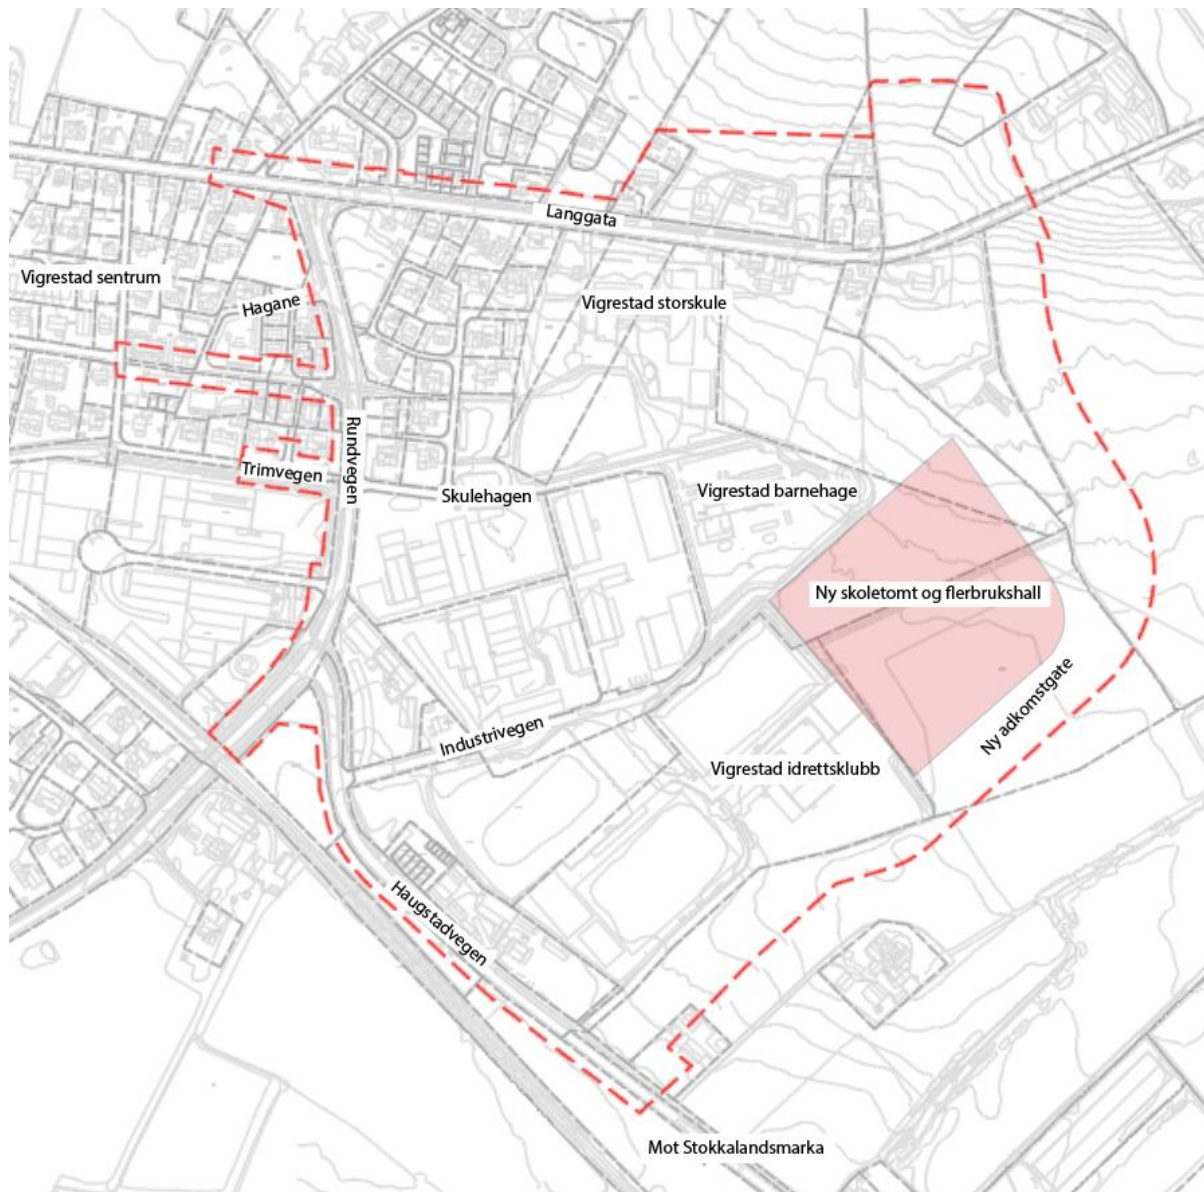 Langgata
Vigrestad sentrum
Hagane
Vigrestad storskule
Rundvegen
Trimvegen
Skulehagen
Vigrestad barnehage
Ny skoletomt og flerbrukshall
Ny adkomstgate
Industrivegen
Vigrestad idrettsklubb
Haugstadvegen
Mot Stokkalandsmarka